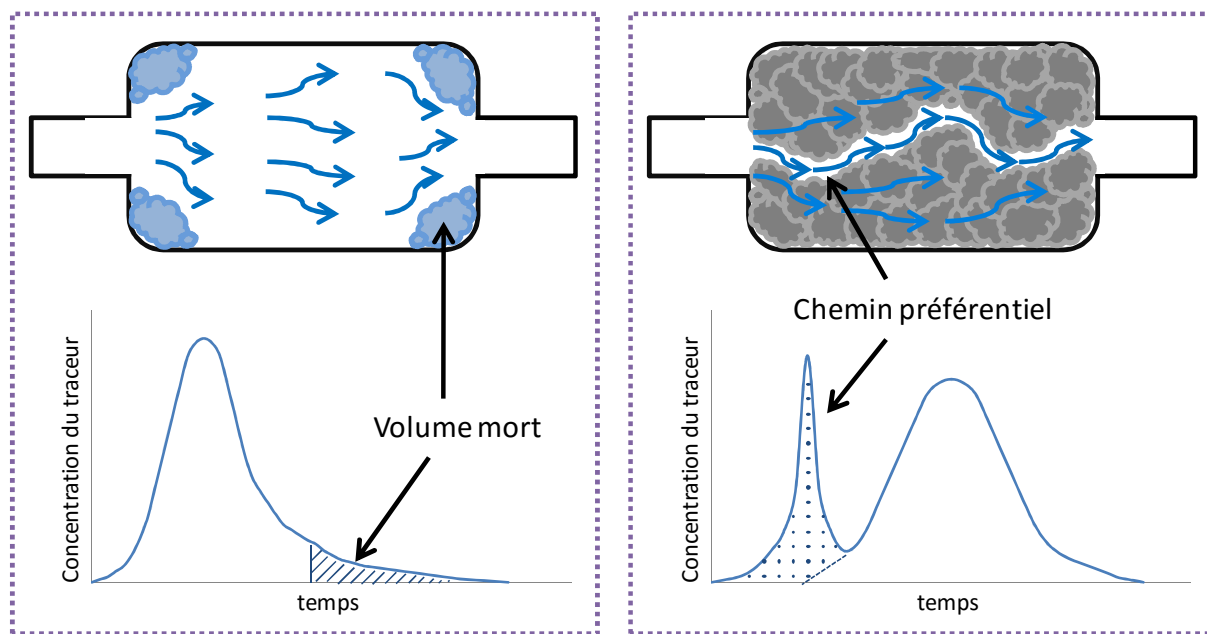 Volume mort
Concentration du traceur
temps
Chemin préférentiel
Concentration du traceur
temps